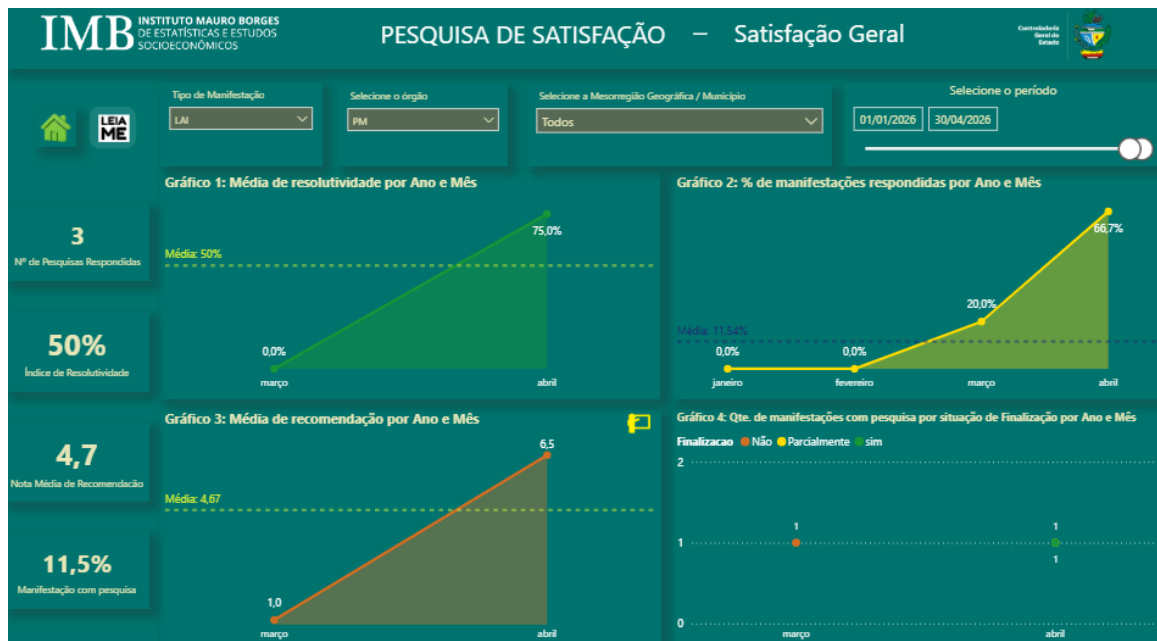 IMB INSTITUTO MAURO BORGES
DE ESTATÍSTICAS E ESTUDOS
SOCIOECONÔMICOS
PESQUISA DE SATISFAÇÃO – Satisfação Geral
Controladoria
Geral do
Estado
LEIA
ME
Tipo de Manifestação
LAI
Selecione o órgão
PM
Selecione a Mesorregião Geográfica / Município
Todos
Selecione o período
01/01/2026 30/04/2026
3
Nº de Pesquisas Respondidas
50%
Índice de Resolutividade
4,7
Nota Média de Recomendação
11,5%
Manifestação com pesquisa
Gráfico 1: Média de resolutividade por Ano e Mês
75,0%
Média: 50%
0,0%
março abril
Gráfico 2: % de manifestações respondidas por Ano e Mês
66,7%
20,0%
Média: 11,54%
0,0% 0,0%
janeiro fevereiro março abril
Gráfico 3: Média de recomendação por Ano e Mês
6,5
Média: 4,67
1,0
março abril
Gráfico 4: Qte. de manifestações com pesquisa por situação de Finalização por Ano e Mês
Finalizacao Não Parcialmente sim
2
1 1
1
1
0
março abril